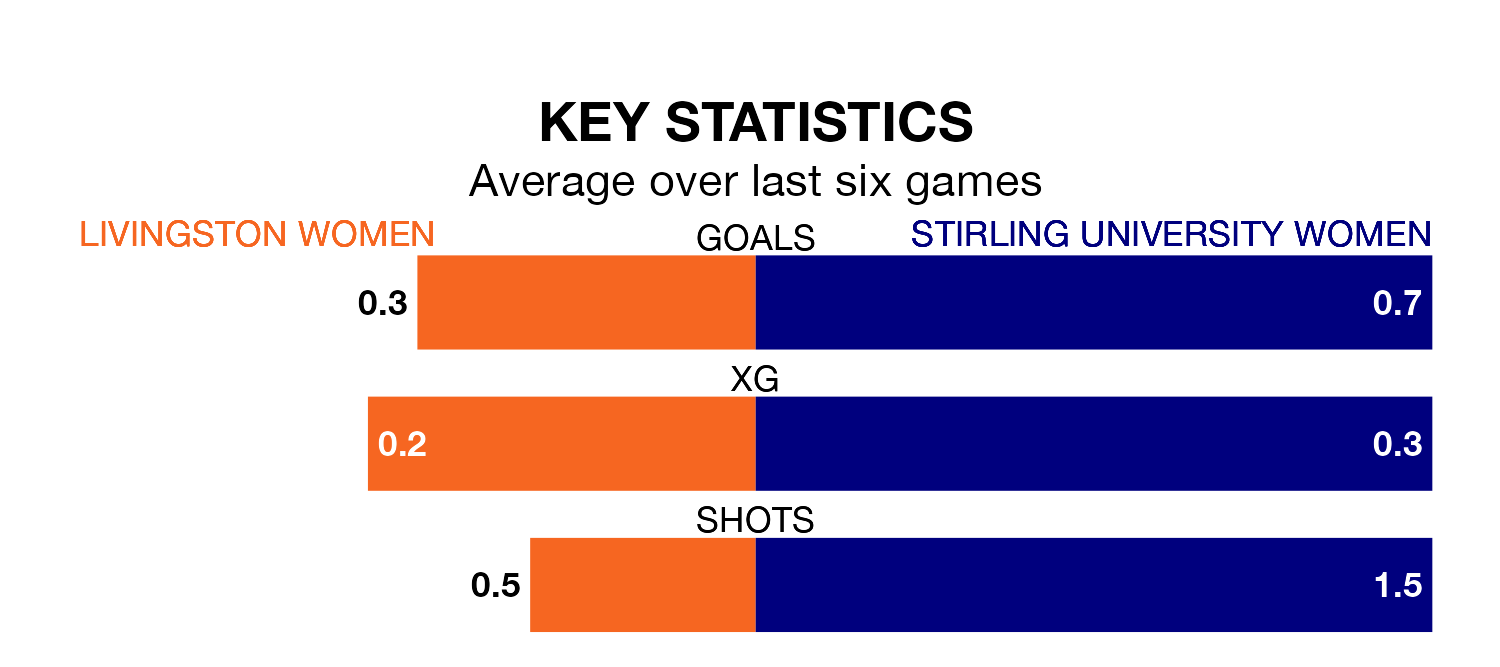 KEY STATISTICS
Average over last six games
LIVINGSTON WOMEN
GOALS
STIRLING UNIVERSITY WOMEN
0.3
0.7
XG
0.2
0.3
SHOTS
0.5
1.5